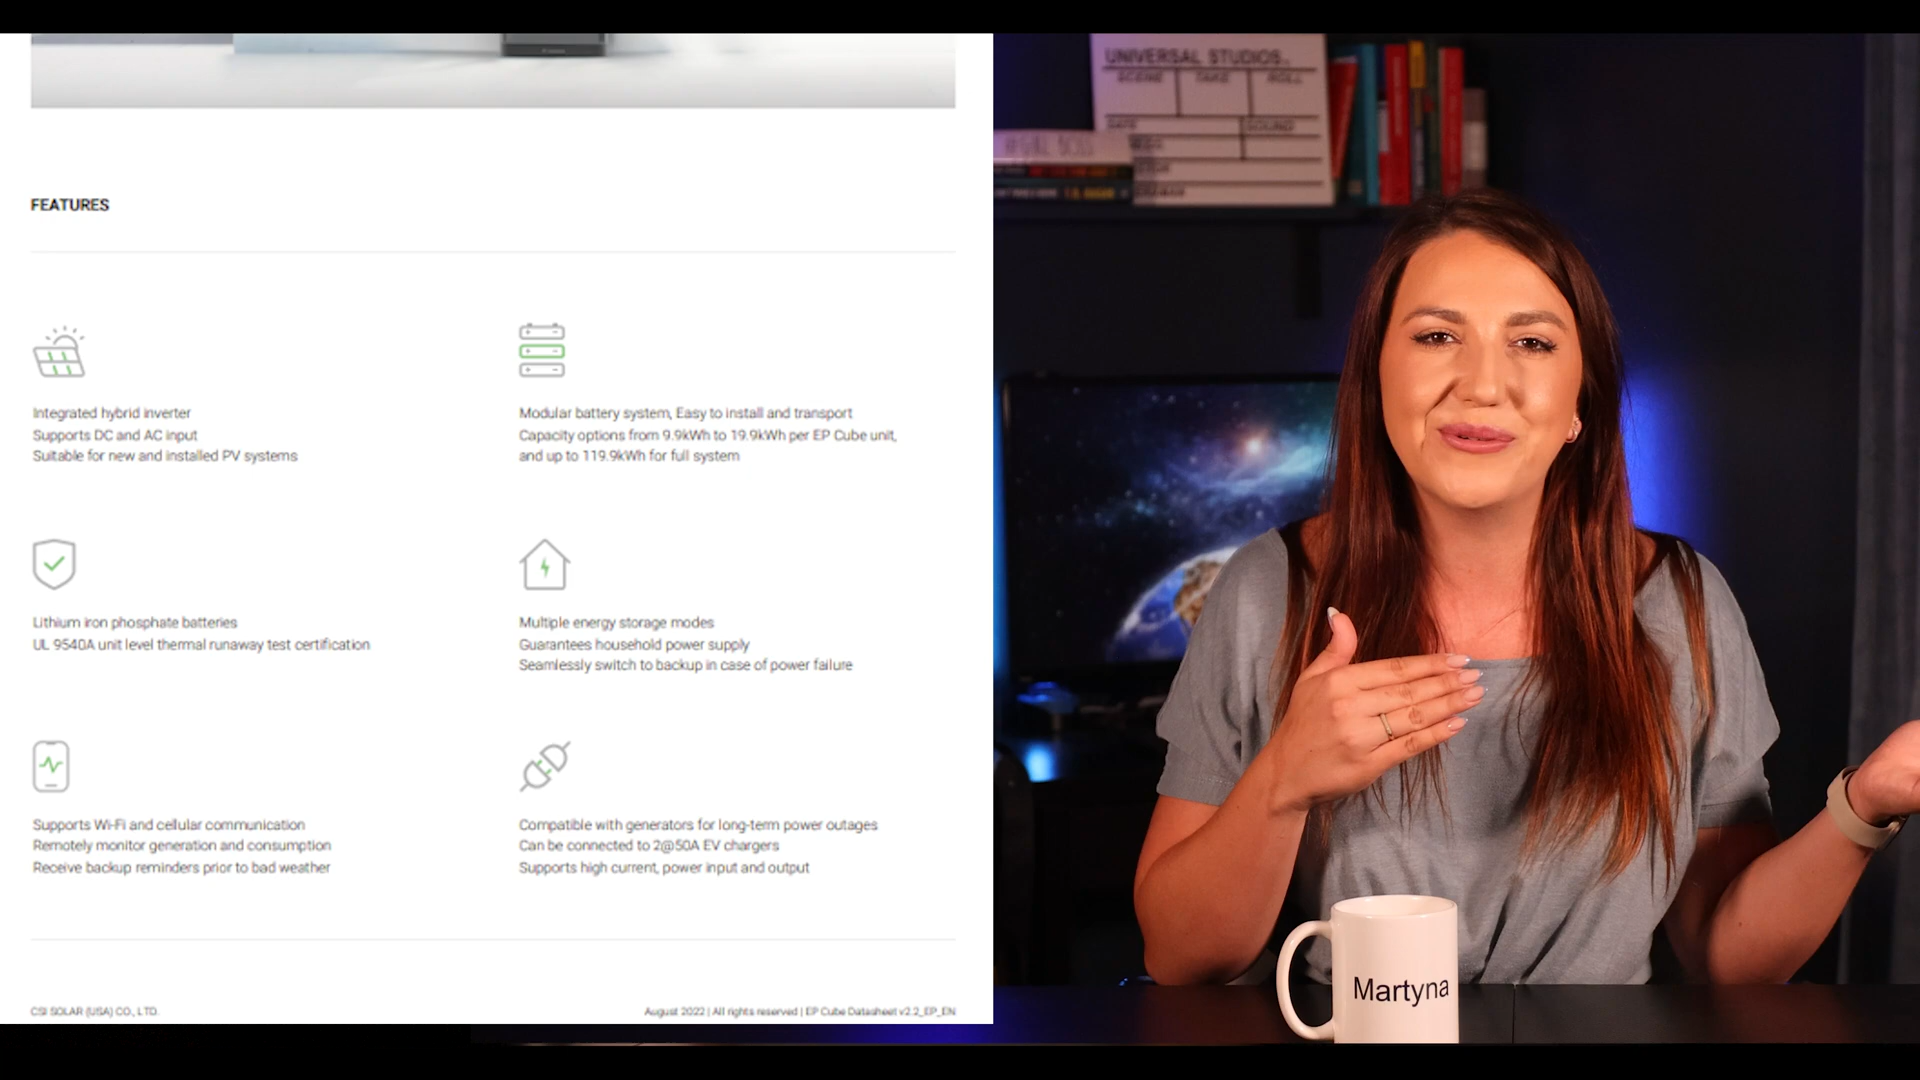 FEATURES
Integrated hybrid inverter
Supports DC and AC input
Suitable for new and installed PV systems
Modular battery system, Easy to install and transport
Capacity options from 9.9kWh to 19.9kWh per EP Cube unit,
and up to 119.9kWh for full system
Lithium iron phosphate batteries
UL 9540A unit level thermal runaway test certification
Multiple energy storage modes
Guarantees household power supply
Seamlessly switch to backup in case of power failure
Supports Wi-Fi and cellular communication
Remotely monitor generation and consumption
Receive backup reminders prior to bad weather
Compatible with generators for long-term power outages
Can be connected to 2@50A EV chargers
Supports high current, power input and output
CSI SOLAR (USA) CO., LTD.
August 2022 | All rights reserved | EP Cube Datasheet v2.2_EP_EN
UNIVERSAL STUDIOS
SCENE TAKE ROLL
DATE SOUND
#GIRL BOSS
Martyna